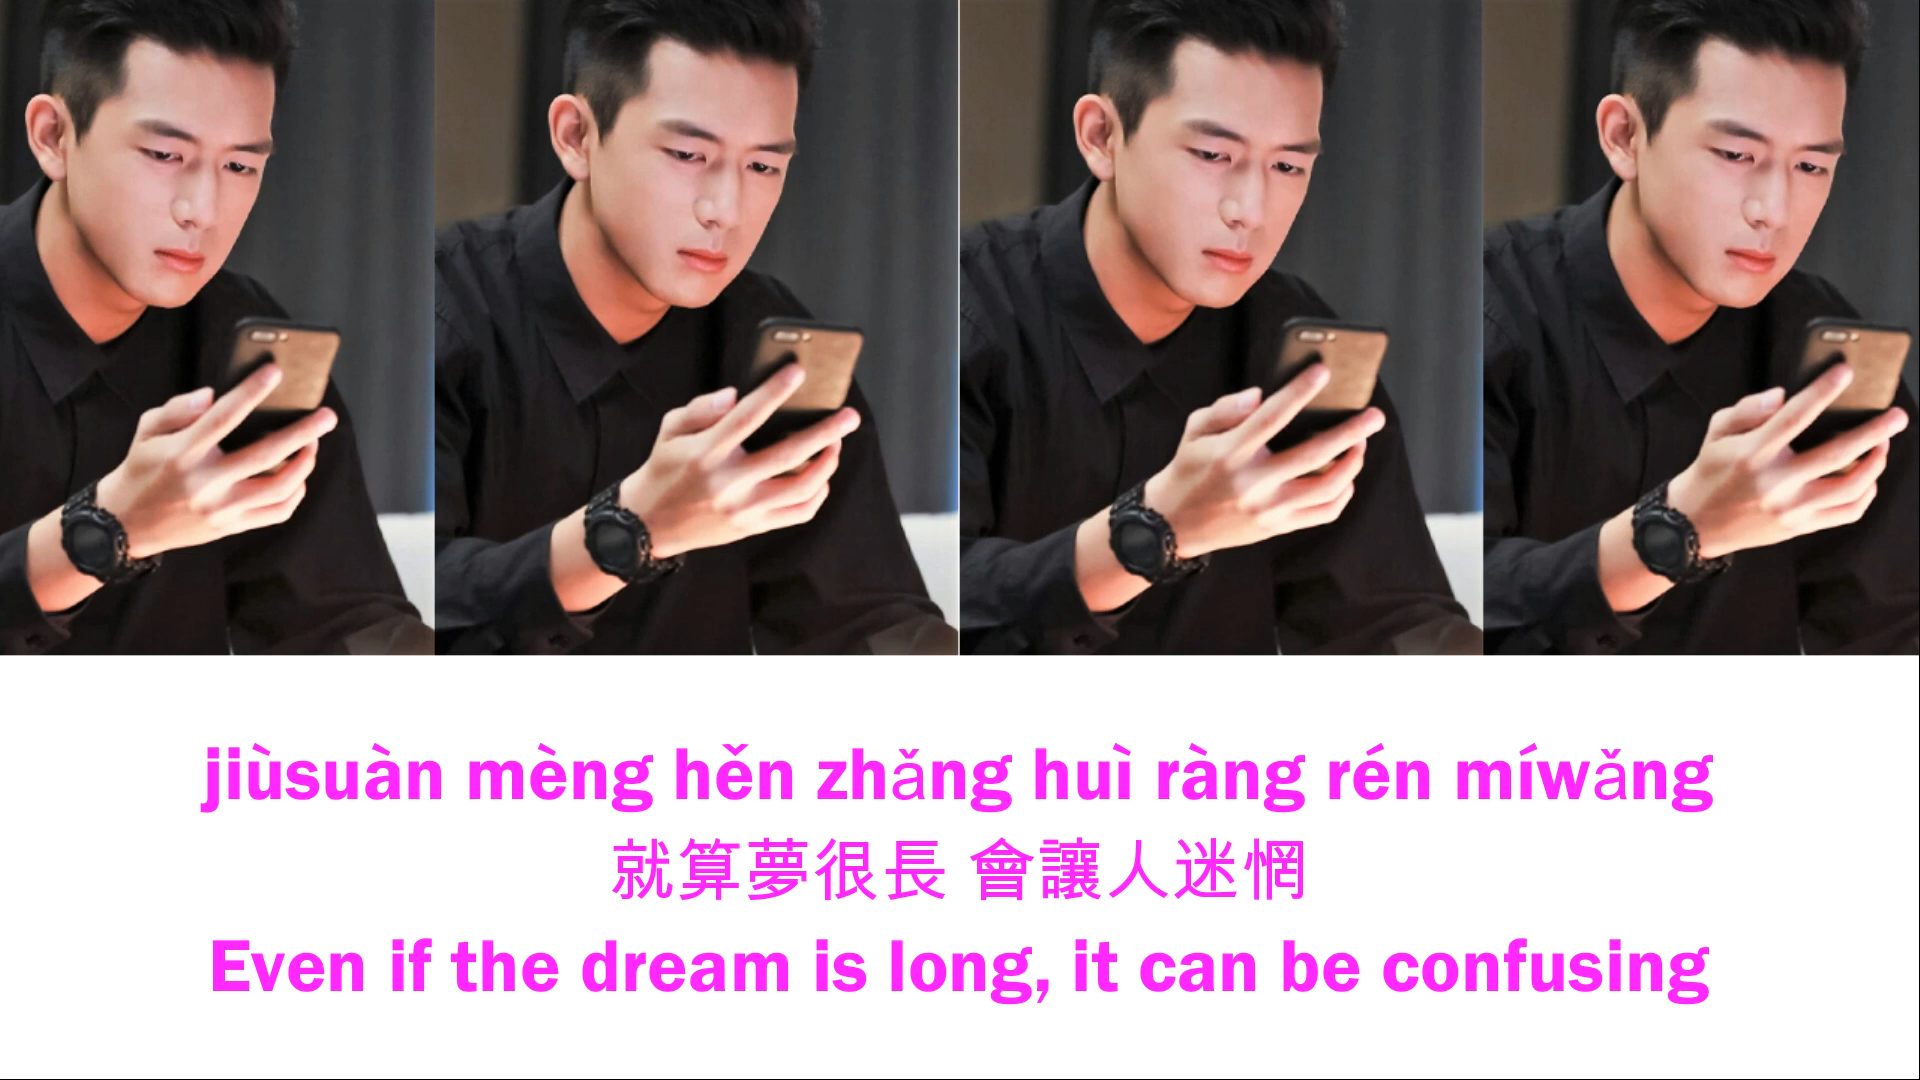 jiùsuàn mèng hěn zhǎng huì ràng rén míwǎng
就算夢很長 會讓人迷惘
Even if the dream is long, it can be confusing